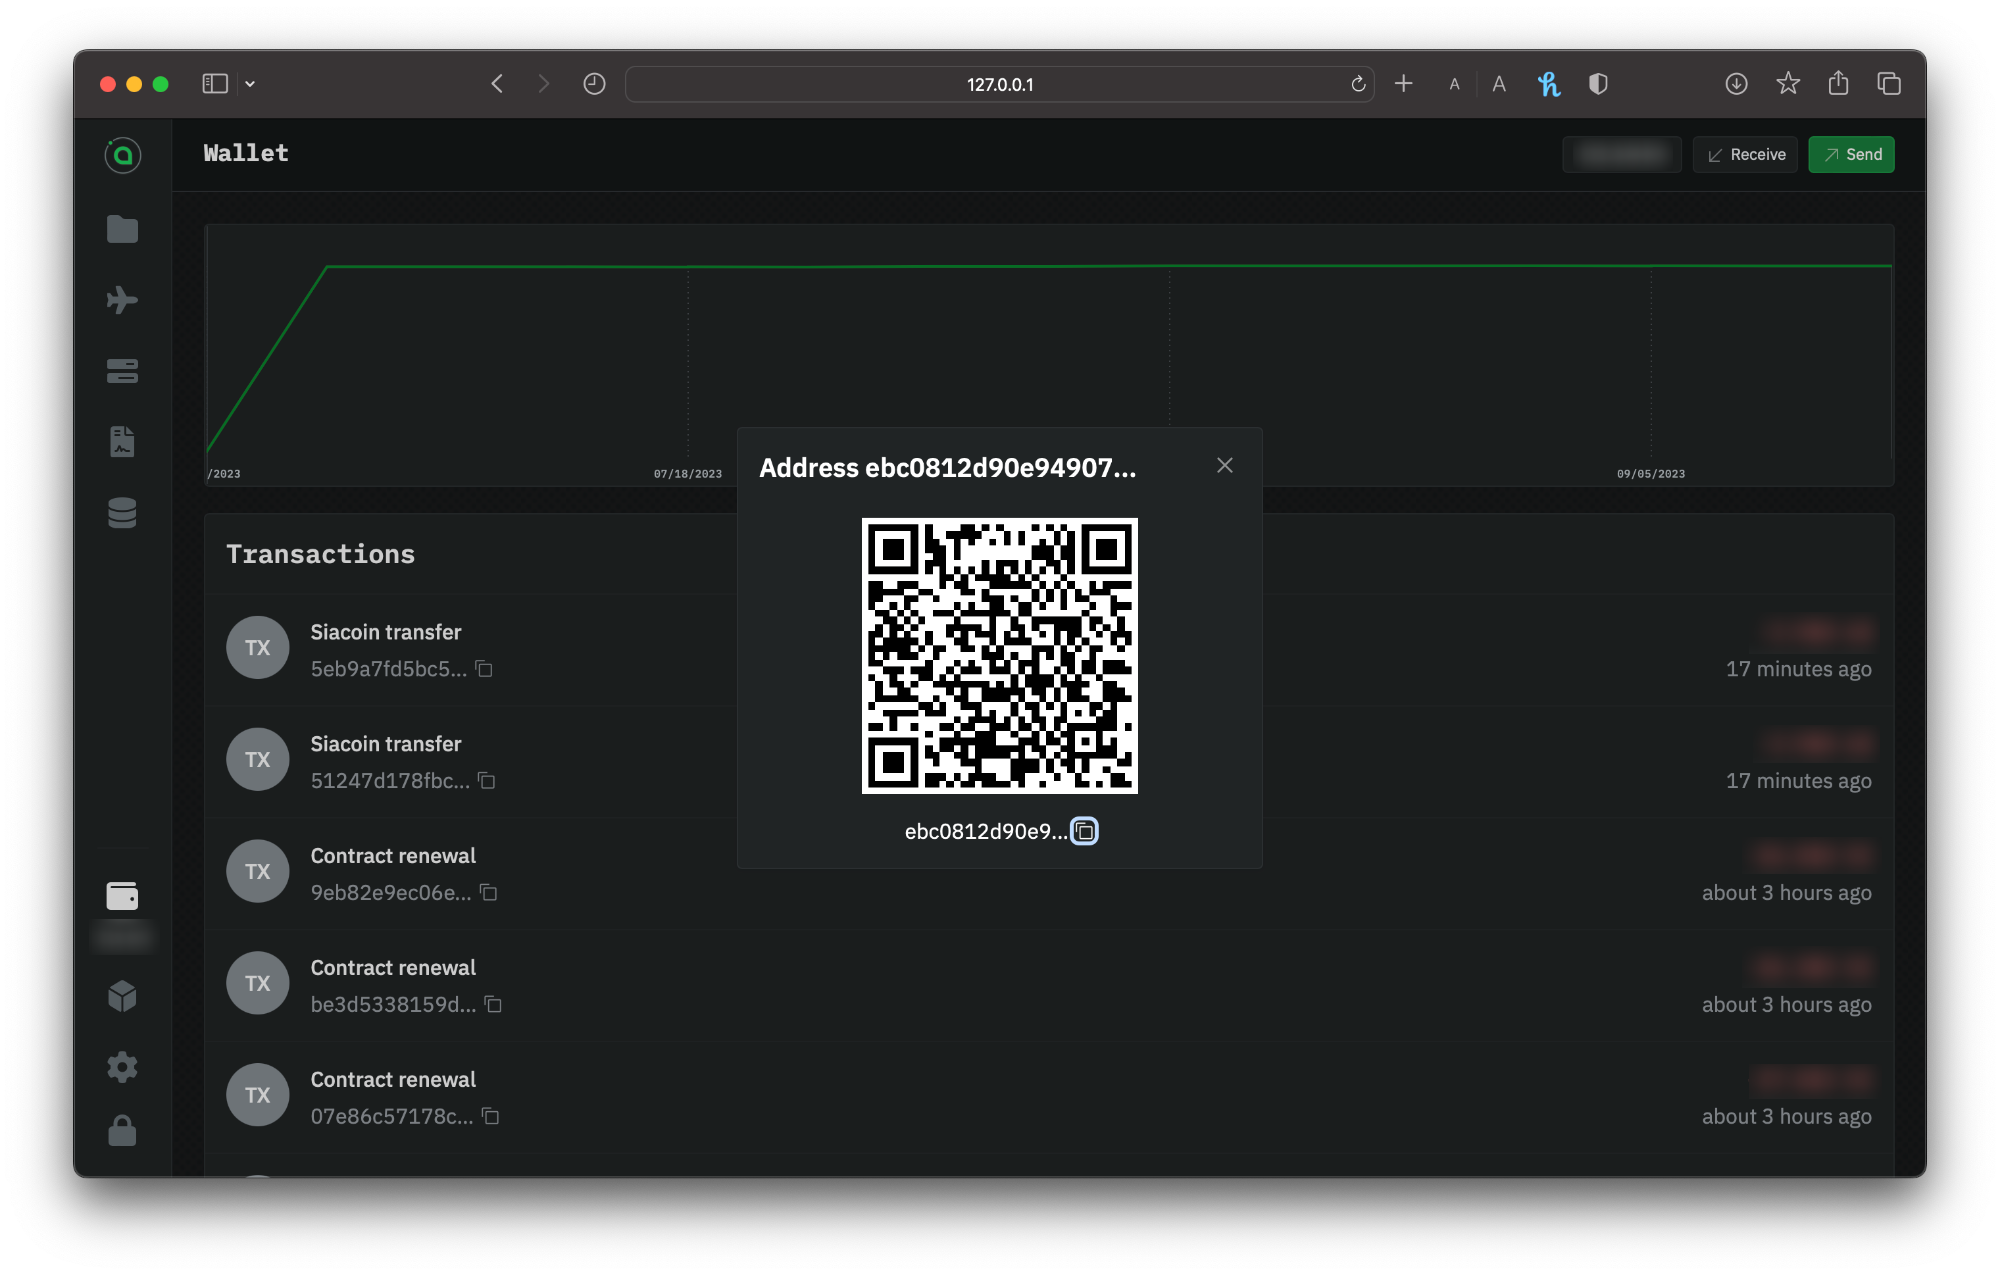 127.0.0.1
A A
Wallet
Receive
Send
/2023
07/18/2023
09/05/2023
Address ebc0812d90e94907...
ebc0812d90e9...
Transactions
TX
Siacoin transfer
5eb9a7fd5bc5...
17 minutes ago
TX
Siacoin transfer
51247d178fbc...
17 minutes ago
TX
Contract renewal
9eb82e9ec06e...
about 3 hours ago
TX
Contract renewal
be3d5338159d...
about 3 hours ago
TX
Contract renewal
07e86c57178c...
about 3 hours ago